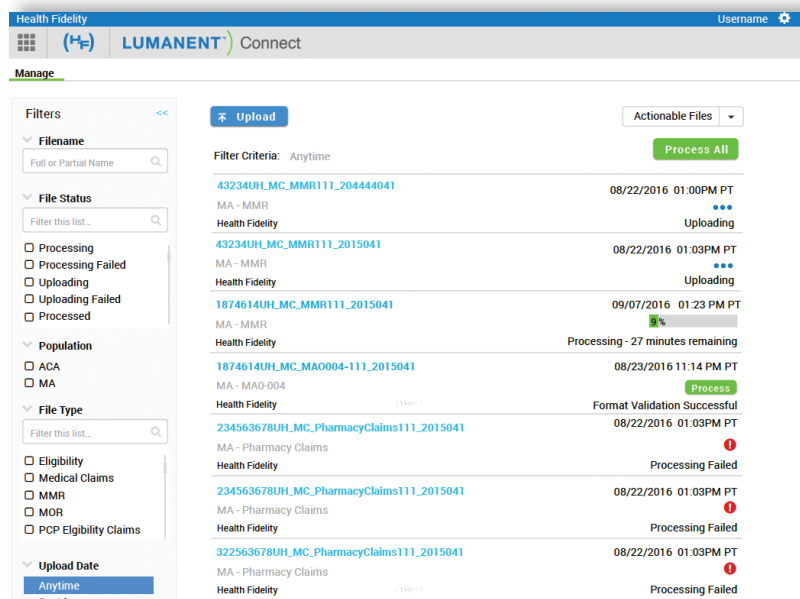 Health Fidelity
Username
(HF)
LUMANENT™ Connect
Manage
Filters
<<
Filename
Full or Partial Name
File Status
Filter this list...
Processing
Processing Failed
Uploading
Uploading Failed
Processed
Population
ACA
MA
File Type
Filter this list...
Eligibility
Medical Claims
MMR
MOR
PCP Elgibility Claims
Upload Date
Anytime
Upload
Actionable Files
Filter Criteria: Anytime
Process All
43234UH_MC_MMR111_204444041
08/22/2016 01:00PM PT
MA - MMR
Health Fidelity
Uploading
43234UH_MC_MMR111_2015041
08/22/2016 01:03PM PT
MA - MMR
Health Fidelity
Uploading
1874614UH_MC_MMR111_2015041
09/07/2016 01:23 PM PT
MA - MMR
9%
Health Fidelity
Processing - 27 minutes remaining
1874614UH_MC_MAO004-111_2015041
08/23/2016 11:14 PM PT
MA - MAO-004
Process
Health Fidelity
Format Validation Successful
234563678UH_MC_PharmacyClaims111_2015041
08/22/2016 01:03PM PT
MA - Pharmacy Claims
Health Fidelity
Processing Failed
234563678UH_MC_PharmacyClaims111_2015041
08/22/2016 01:03PM PT
MA - Pharmacy Claims
Health Fidelity
Processing Failed
322563678UH_MC_PharmacyClaims111_2015041
08/22/2016 01:03PM PT
MA - Pharmacy Claims
Health Fidelity
Processing Failed